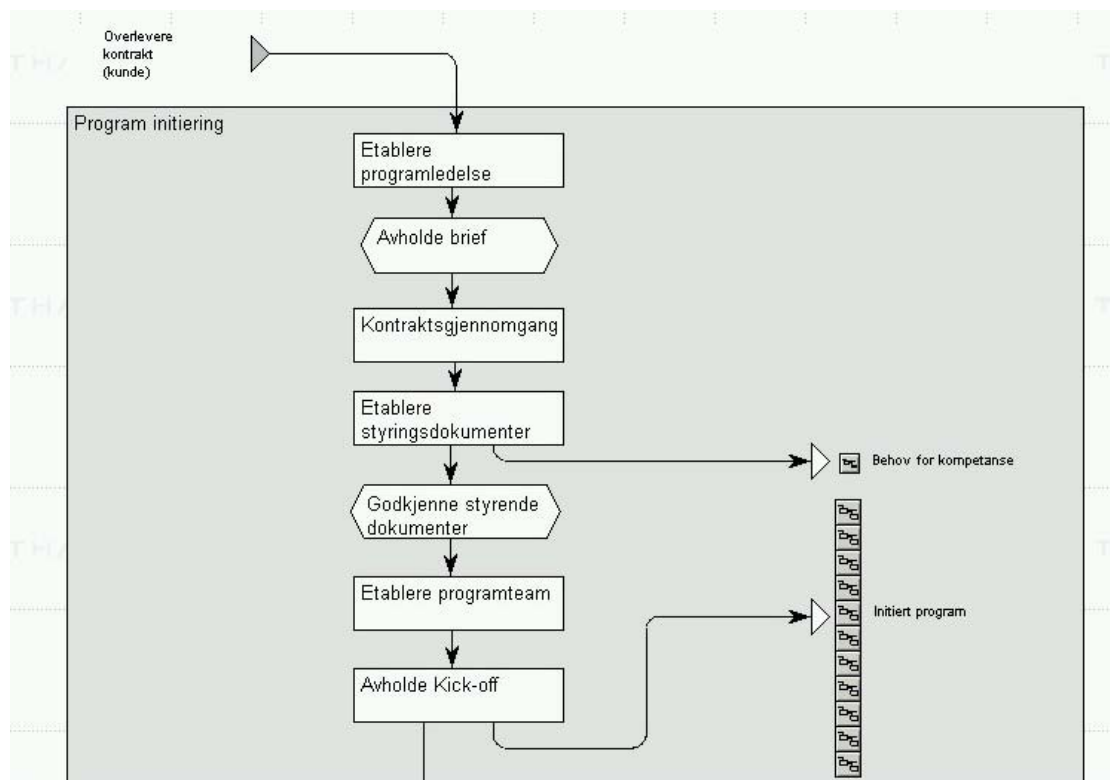 Overlevere
kontrakt
(kunde)
Program initiering
Etablere
programledelse
Avholde brief
Kontraktsgjennomgang
Etablere
styringsdokumenter
Behov for kompetanse
Godkjenne styrende
dokumenter
Etablere programteam
Initiert program
Avholde Kick-off